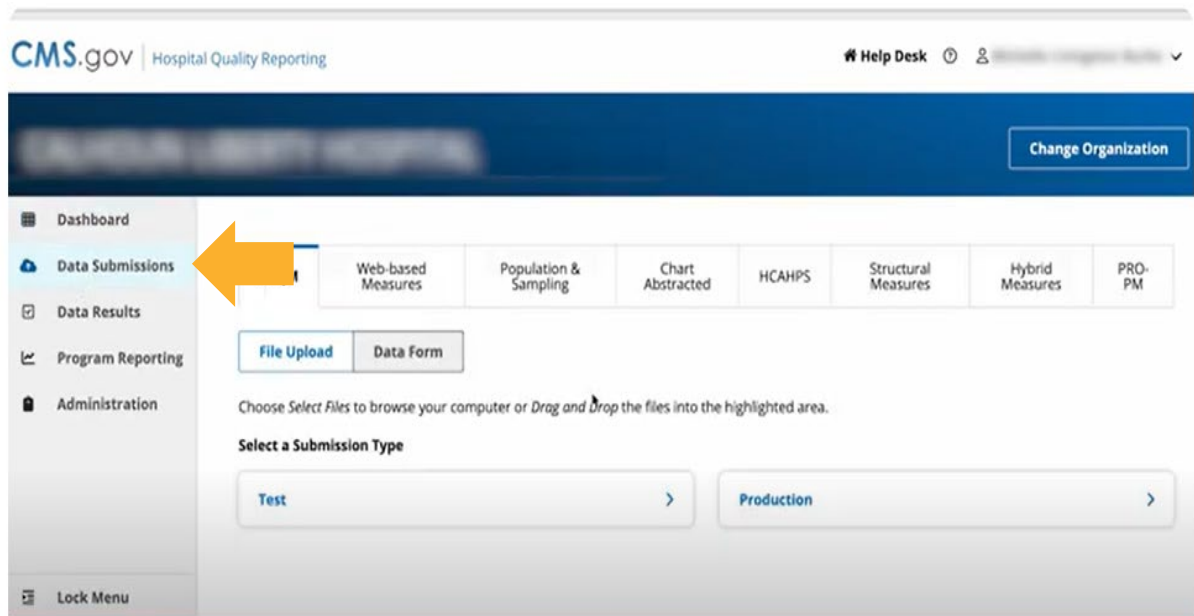 CMS.gov | Hospital Quality Reporting
Help Desk
Change Organization
Dashboard
Data Submissions
Data Results
Program Reporting
Administration
Lock Menu
M
Web-based
Measures
Population &
Sampling
Chart
Abstracted
HCAHPS
Structural
Measures
Hybrid
Measures
PRO-
PM
File Upload
Data Form
Choose Select Files to browse your computer or Drag and Drop the files into the highlighted area.
Select a Submission Type
Test
Production